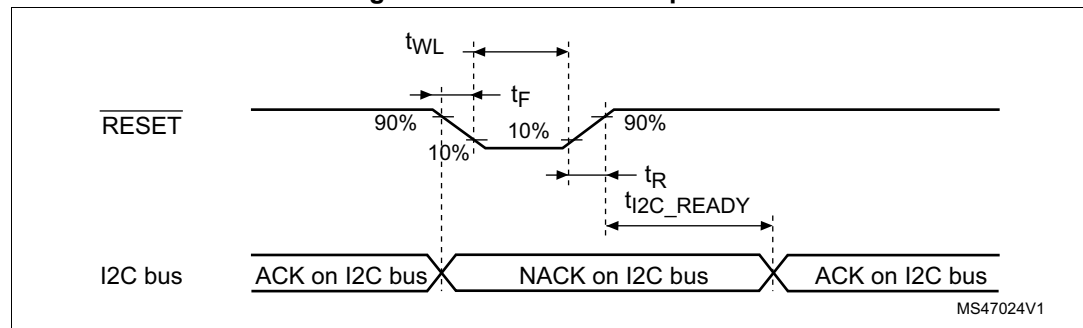 tWL
tF
RESET
90%
10%
10%
90%
tR
tI2C_READY
I2C bus
ACK on I2C bus
NACK on I2C bus
ACK on I2C bus
MS47024V1